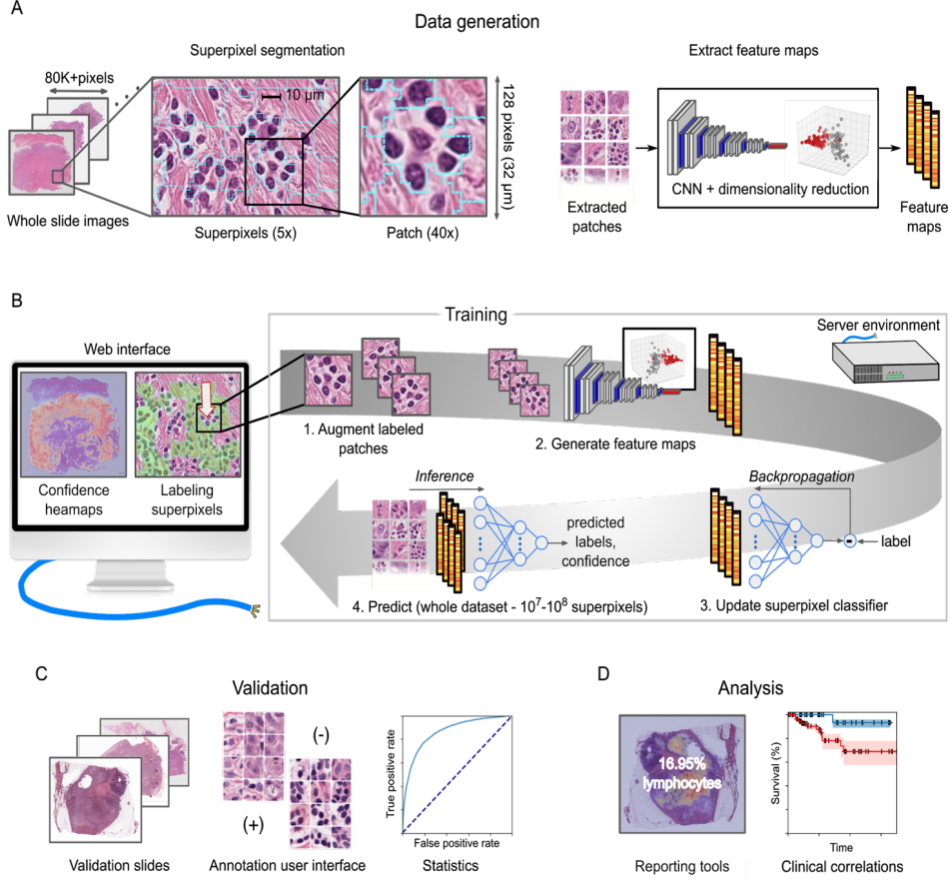 A
Data generation
Superpixel segmentation
Extract feature maps
80K+pixels
10 µm
128 pixels (32 µm)
CNN + dimensionality reduction
Whole slide images
Superpixels (5x)
Patch (40x)
Extracted
patches
Feature
maps
B
Training
Web interface
Server environment
1. Augment labeled
patches
2. Generate feature maps
Confidence
heamaps
Labeling
superpixels
Inference
Backpropagation
predicted
labels,
confidence
label
4. Predict (whole dataset - 10⁷-10⁸ superpixels)
3. Update superpixel classifier
C
Validation
(-)
(+)
True positive rate
False positive rate
Validation slides
Annotation user interface
Statistics
D
Analysis
16.95%
lymphocytes
Survival (%)
Time
Reporting tools
Clinical correlations